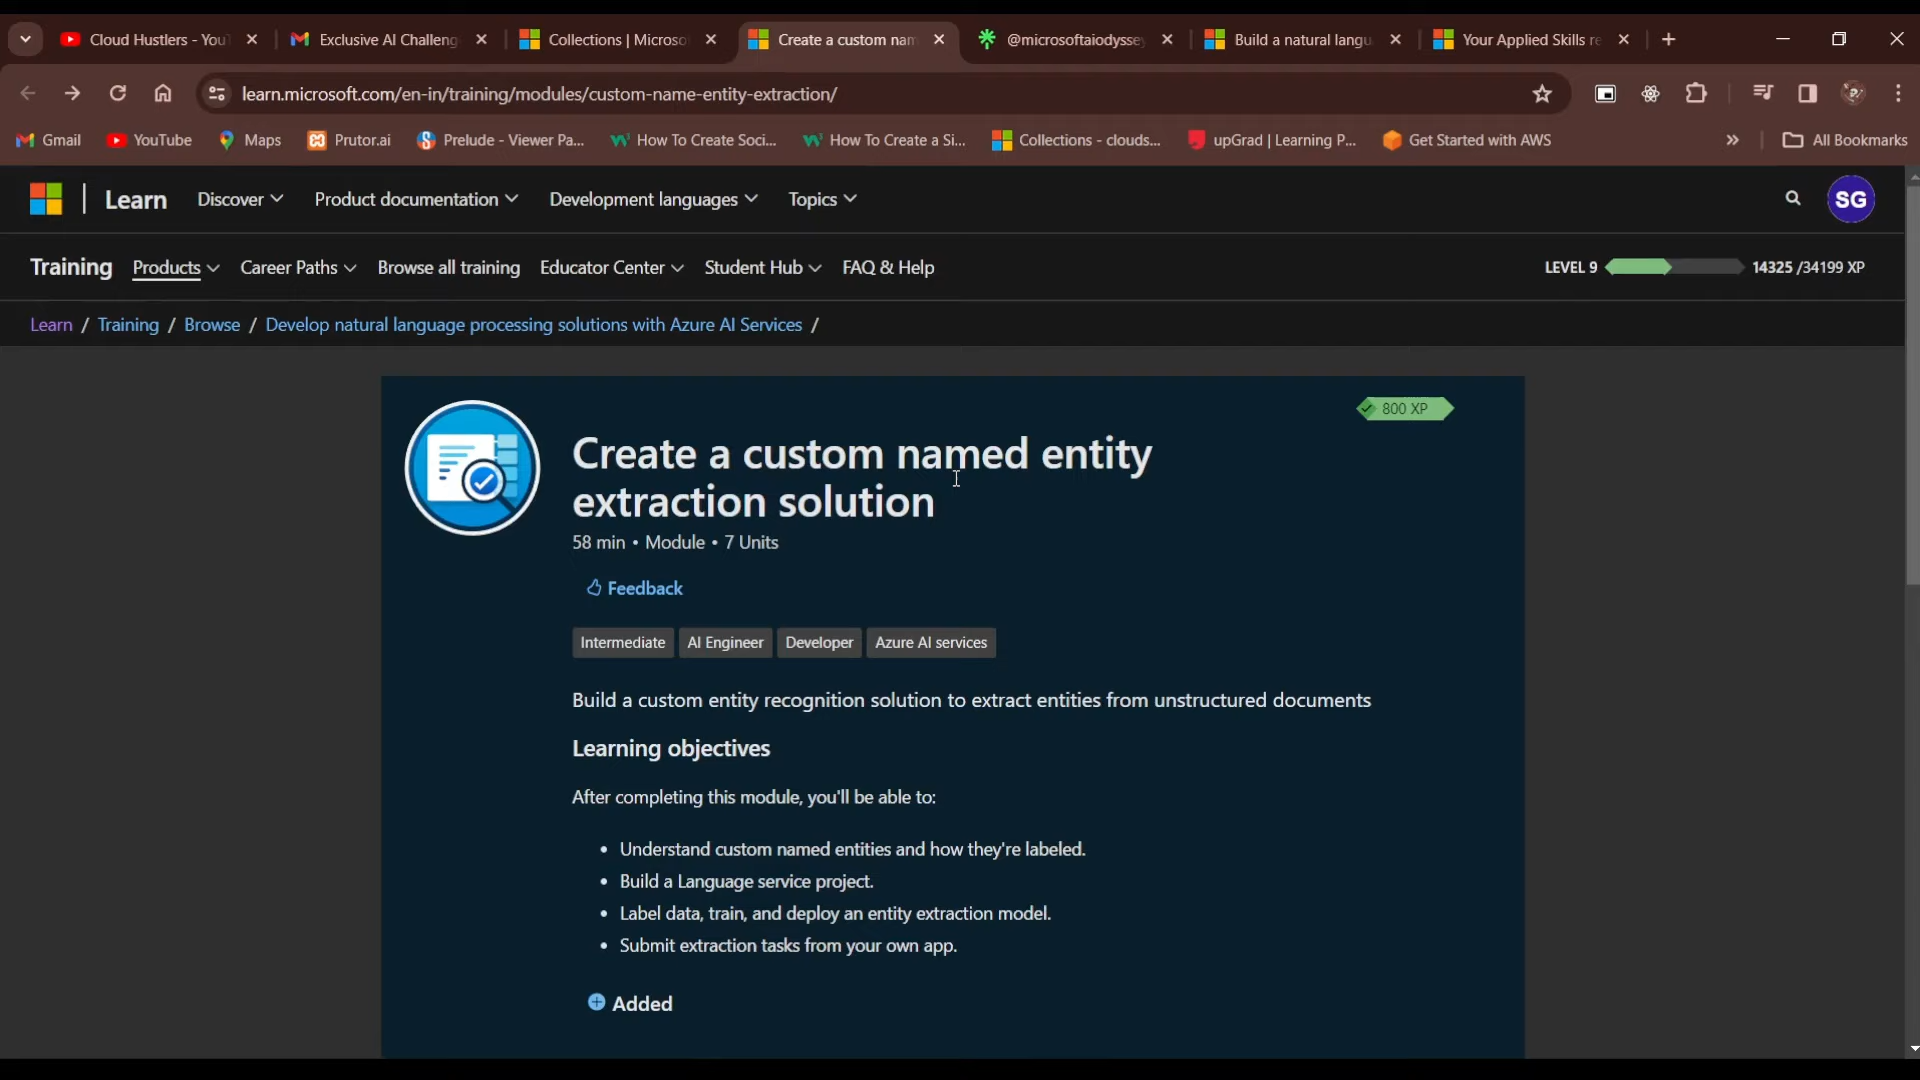 Cloud Hustlers - You
Exclusive AI Challeng
Collections | Microso
Create a custom nam
@microsoftaiodysse
Build a natural langu
Your Applied Skills re
learn.microsoft.com/en-in/training/modules/custom-name-entity-extraction/
Gmail
YouTube
Maps
Prutor.ai
Prelude - Viewer Pa...
How To Create Soci...
How To Create a Si...
Collections - clouds...
upGrad | Learning P...
Get Started with AWS
»
All Bookmarks
Learn
Discover
Product documentation
Development languages
Topics
SG
Training
Products
Career Paths
Browse all training
Educator Center
Student Hub
FAQ & Help
LEVEL 9
14325 /34199 XP
Learn / Training / Browse / Develop natural language processing solutions with Azure AI Services /
800 XP
Create a custom named entity
extraction solution
58 min • Module • 7 Units
Feedback
Intermediate
AI Engineer
Developer
Azure AI services
Build a custom entity recognition solution to extract entities from unstructured documents
Learning objectives
After completing this module, you'll be able to:
• Understand custom named entities and how they're labeled.
• Build a Language service project.
• Label data, train, and deploy an entity extraction model.
• Submit extraction tasks from your own app.
Added